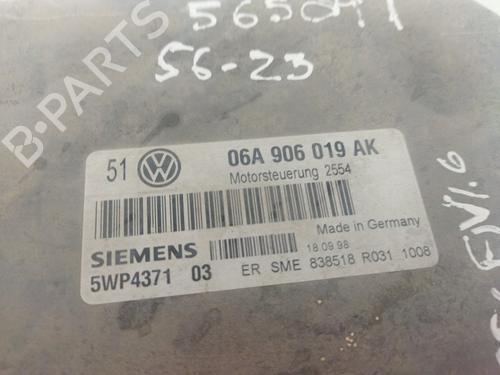 565091
56-23
51 06A 906 019 AK
Motorsteuerung 2554
Made in Germany
SIEMENS 18.09.98
5WP4371 03 ER SME 838518 R031 1008
B-PARTS